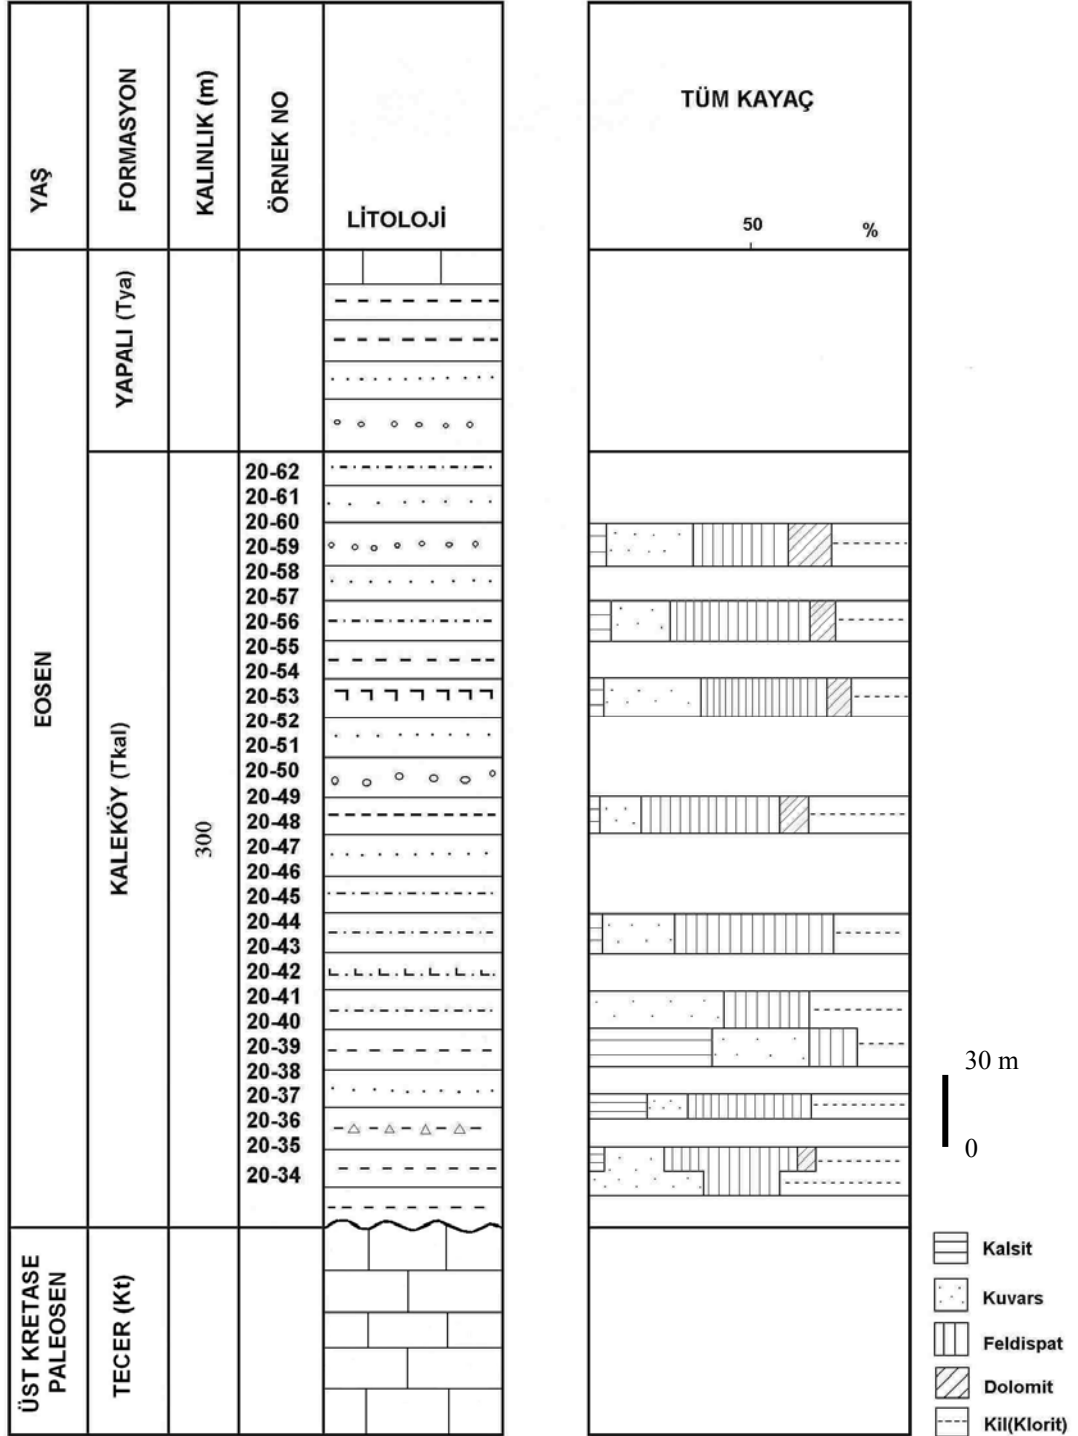 YAŞ
FORMASYON
KALINLIK (m)
ÖRNEK NO
LİTOLOJİ
TÜM KAYAÇ
50
%
EOSEN
YAPALI (Tya)
KALEKÖY (Tkal)
300
20-62
20-61
20-60
20-59
20-58
20-57
20-56
20-55
20-54
20-53
20-52
20-51
20-50
20-49
20-48
20-47
20-46
20-45
20-44
20-43
20-42
20-41
20-40
20-39
20-38
20-37
20-36
20-35
20-34
30 m
0
ÜST KRETASE
PALEOSEN
TECER (Kt)
Kalsit
Kuvars
Feldispat
Dolomit
Kil(Klorit)